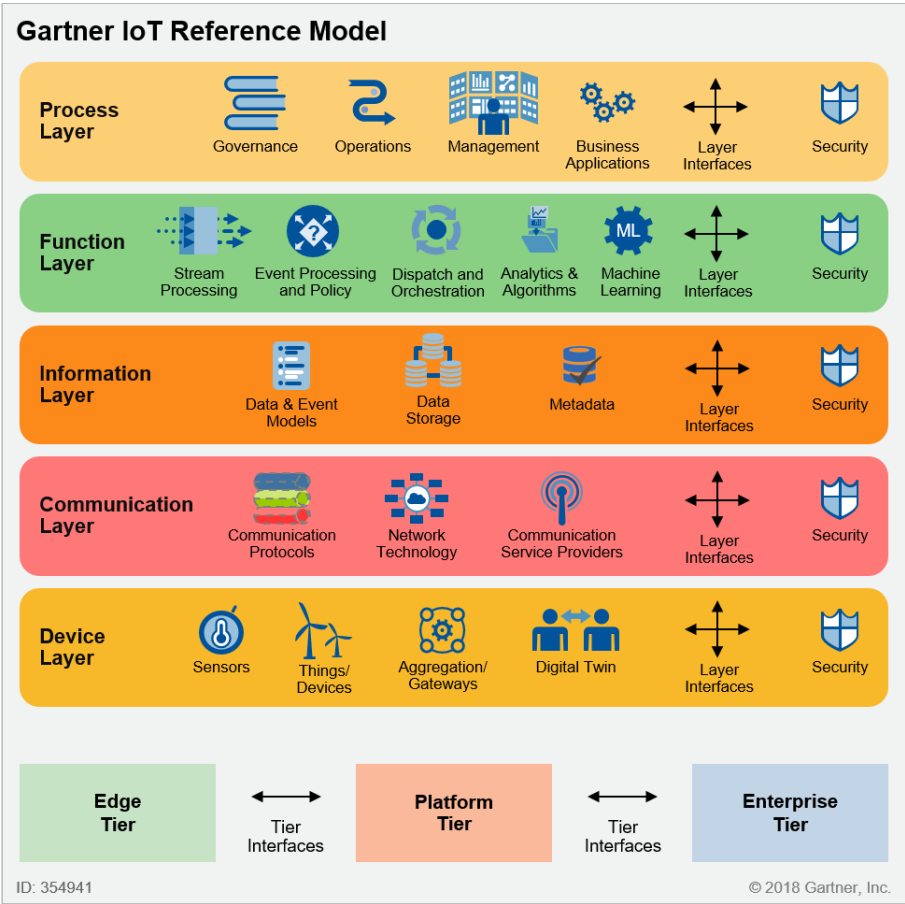 Gartner IoT Reference Model
Process
Layer
Governance
Operations
Management
Business
Applications
Layer
Interfaces
Security
Function
Layer
Stream
Processing
Event Processing
and Policy
Dispatch and
Orchestration
Analytics &
Algorithms
ML
Machine
Learning
Layer
Interfaces
Security
Information
Layer
Data & Event
Models
Data
Storage
Metadata
Layer
Interfaces
Security
Communication
Layer
Communication
Protocols
Network
Technology
Communication
Service Providers
Layer
Interfaces
Security
Device
Layer
Sensors
Things/
Devices
Aggregation/
Gateways
Digital Twin
Layer
Interfaces
Security
Edge
Tier
Tier
Interfaces
Platform
Tier
Tier
Interfaces
Enterprise
Tier
ID: 354941
© 2018 Gartner, Inc.